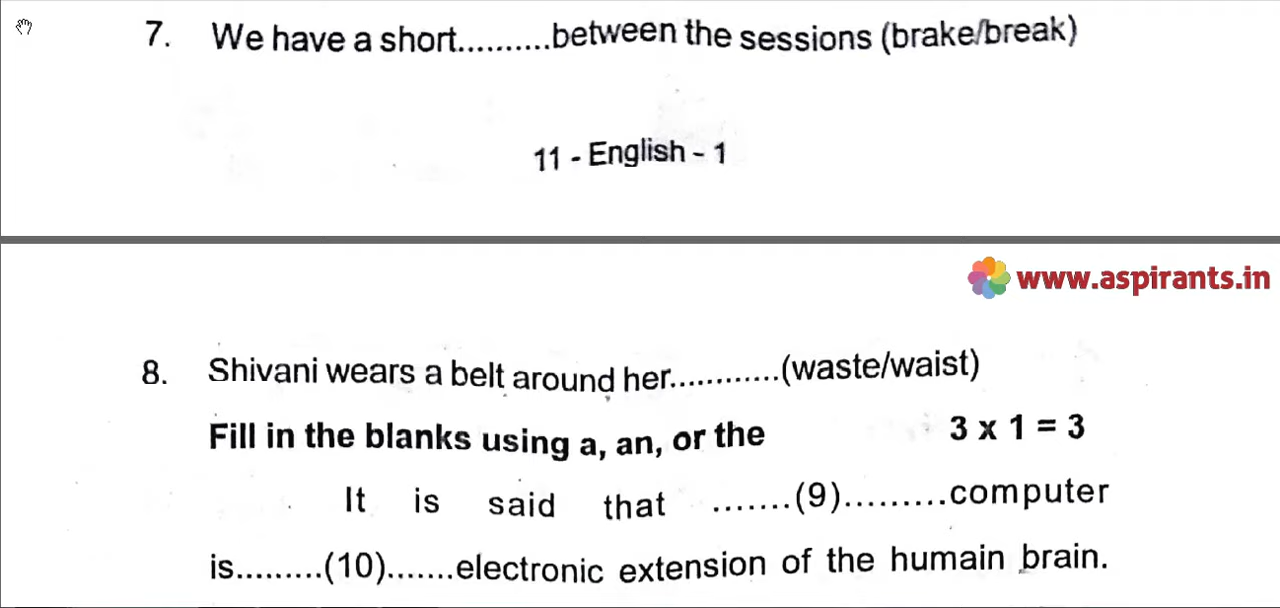 7. We have a short..........between the sessions (brake/break)
11 - English - 1
www.aspirants.in
8. Shivani wears a belt around her............(waste/waist)
Fill in the blanks using a, an, or the 3 x 1 = 3
It is said that .......(9).........computer
is.........(10).......electronic extension of the humain brain.